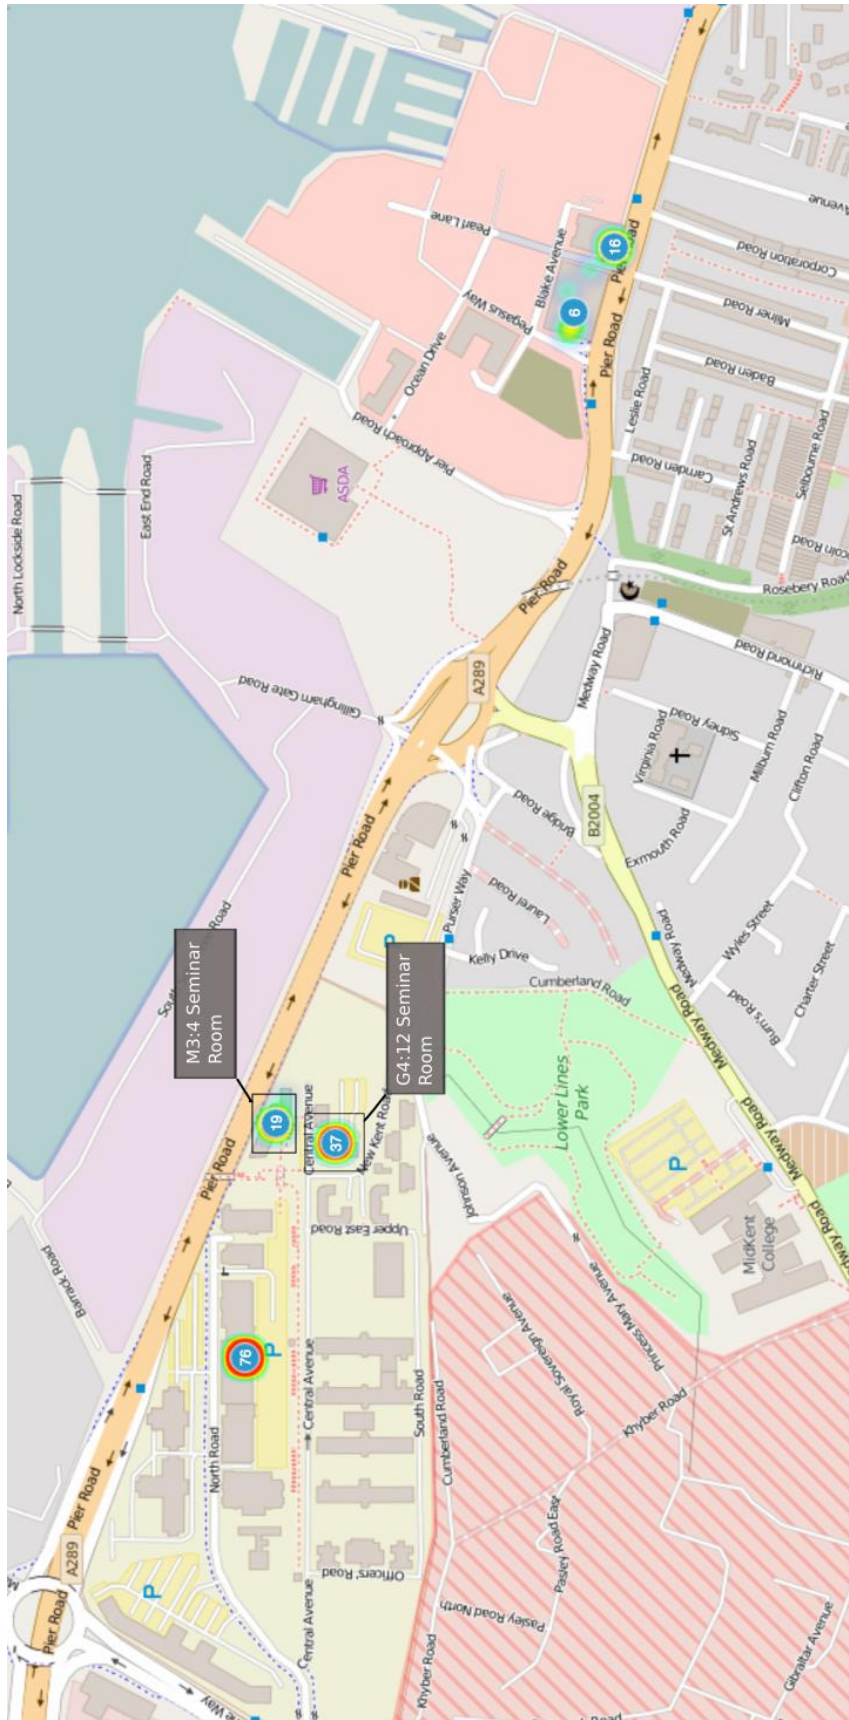 North Lockside Road
East End Road
Pearl Lane
Blake Avenue
Pegasus Way
Ocean Drive
Pier Approach Road
ASDA
16
6
Pier Road
Pier Road
Corporation Road
Milner Road
Baden Road
Leslie Road
Camden Road
St Andrews Road
Selbourne Road
Rosebery Road
Richmond Road
Medway Road
Pier Road
A289
Gillingham Gate Road
Sidney Road
Virginia Road
Milburn Road
Clifton Road
Exmouth Road
B2004
Bridge Road
Laurel Road
Purser Way
Kelly Drive
Pier Road
P
M3:4 Seminar
Room
G4:12 Seminar
Room
Cumberland Road
Medway Road
Wyles Street
Burn's Road
Charter Street
Medway Road
Lower Lines
Park
P
MidKent
College
Medway Road
19
37
Central Avenue
New Kent Road
Johnson Avenue
Upper East Road
Pier Road
Barrack Road
76
P
North Road
Central Avenue
South Road
Cumberland Road
Princess Mary Avenue
Royal Sovereign Avenue
Khyber Road
Pasley Road East
Pasley Road North
Gibraltar Avenue
Khyber Road
Officers' Road
Central Avenue
Pier Road
A289
Pier Road
P